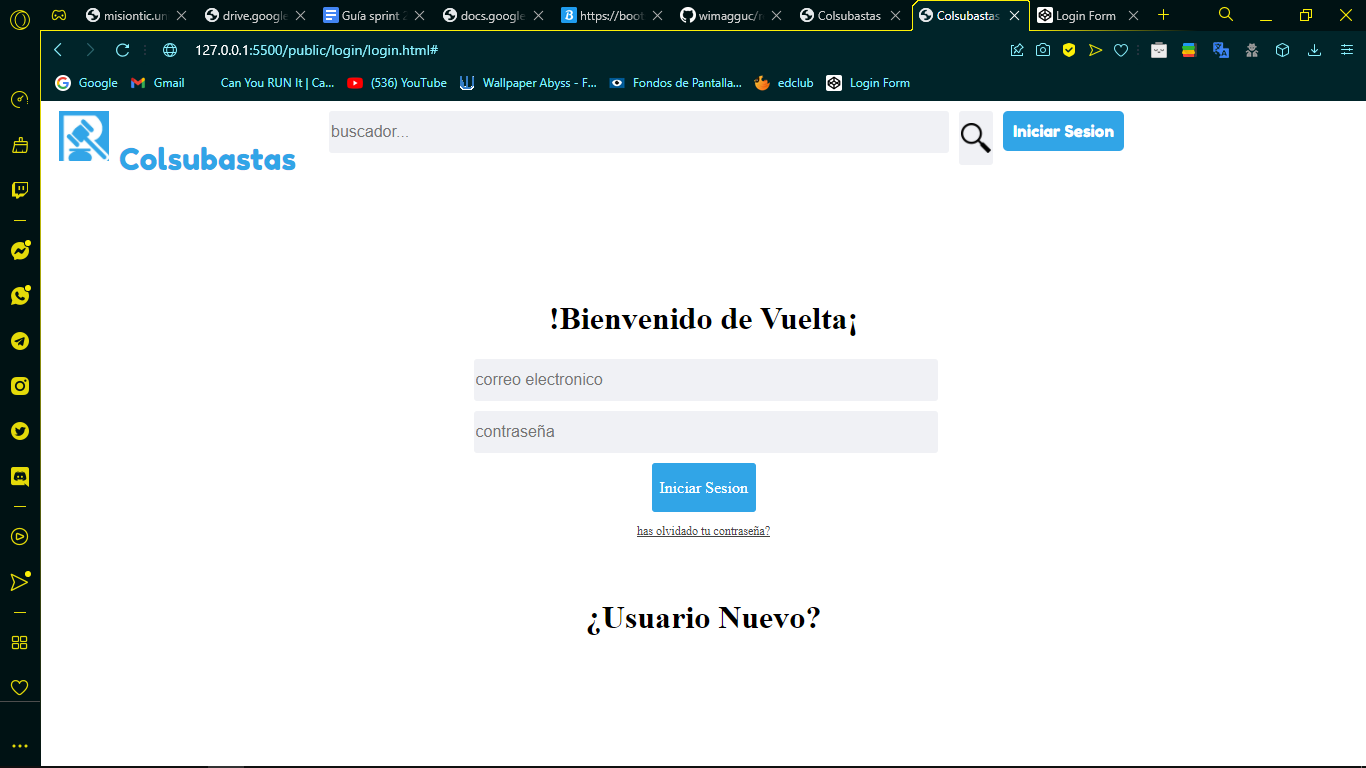 misiontic.un
drive.google
Guía sprint 2
docs.google
https://boot
wimagguc/r
Colsubastas
Colsubastas
Login Form
127.0.0.1:5500/public/login/login.html#
Google
Gmail
Can You RUN It | Ca...
(536) YouTube
Wallpaper Abyss - F...
Fondos de Pantalla...
edclub
Login Form
Colsubastas
buscador...
Iniciar Sesion
!Bienvenido de Vuelta¡
correo electronico
contraseña
Iniciar Sesion
has olvidado tu contraseña?
¿Usuario Nuevo?